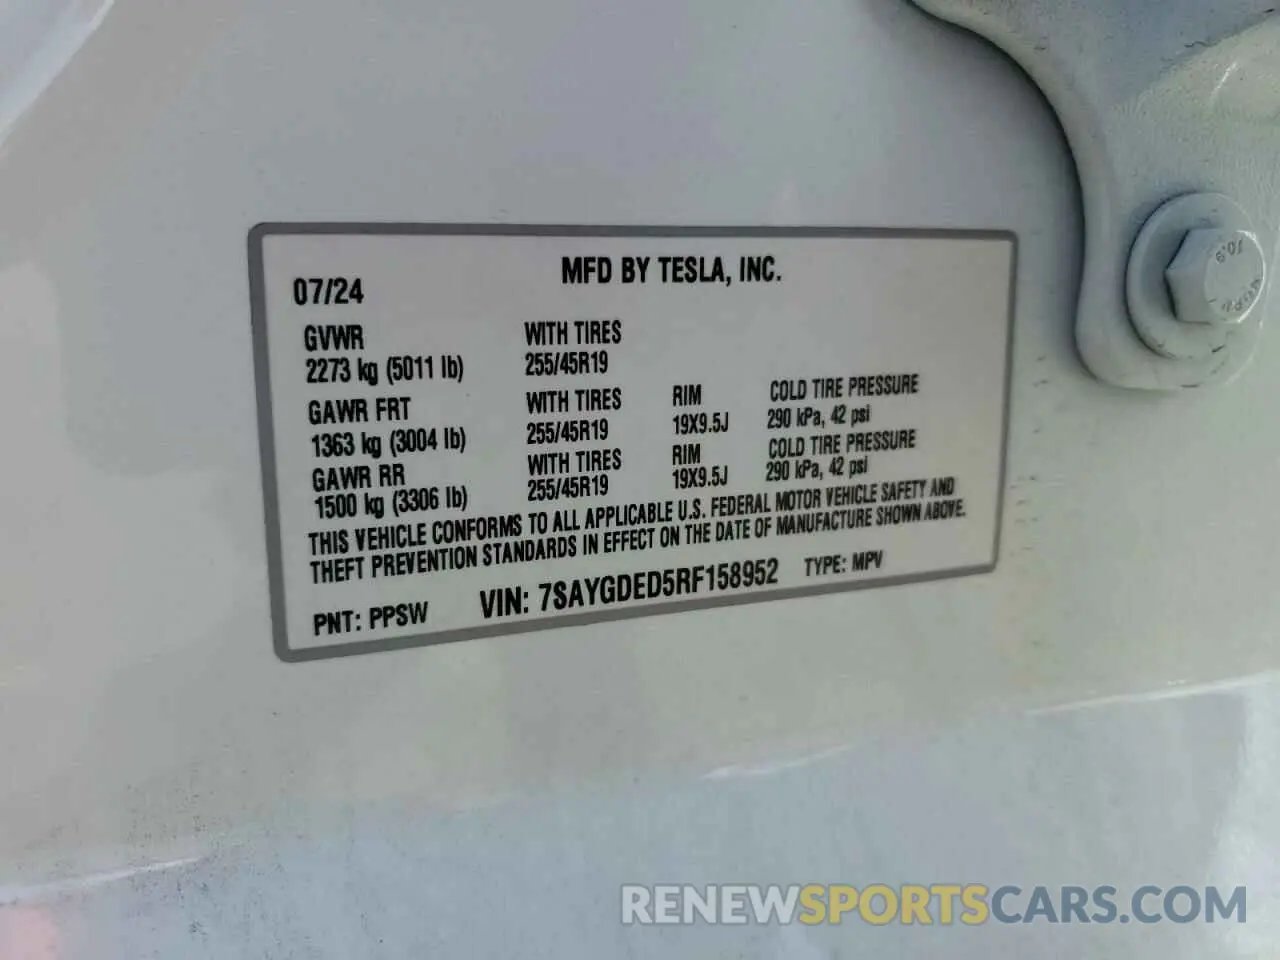 MFD BY TESLA, INC.
07/24
GVWR WITH TIRES
2273 kg (5011 lb) 255/45R19
GAWR FRT WITH TIRES RIM COLD TIRE PRESSURE
1363 kg (3004 lb) 255/45R19 19X9.5J 290 kPa, 42 psi
GAWR RR WITH TIRES RIM COLD TIRE PRESSURE
1500 kg (3306 lb) 255/45R19 19X9.5J 290 kPa, 42 psi
THIS VEHICLE CONFORMS TO ALL APPLICABLE U.S. FEDERAL MOTOR VEHICLE SAFETY AND
THEFT PREVENTION STANDARDS IN EFFECT ON THE DATE OF MANUFACTURE SHOWN ABOVE.
PNT: PPSW VIN: 7SAYGDED5RF158952 TYPE: MPV
10.9
RENEWSPORTSCARS.COM